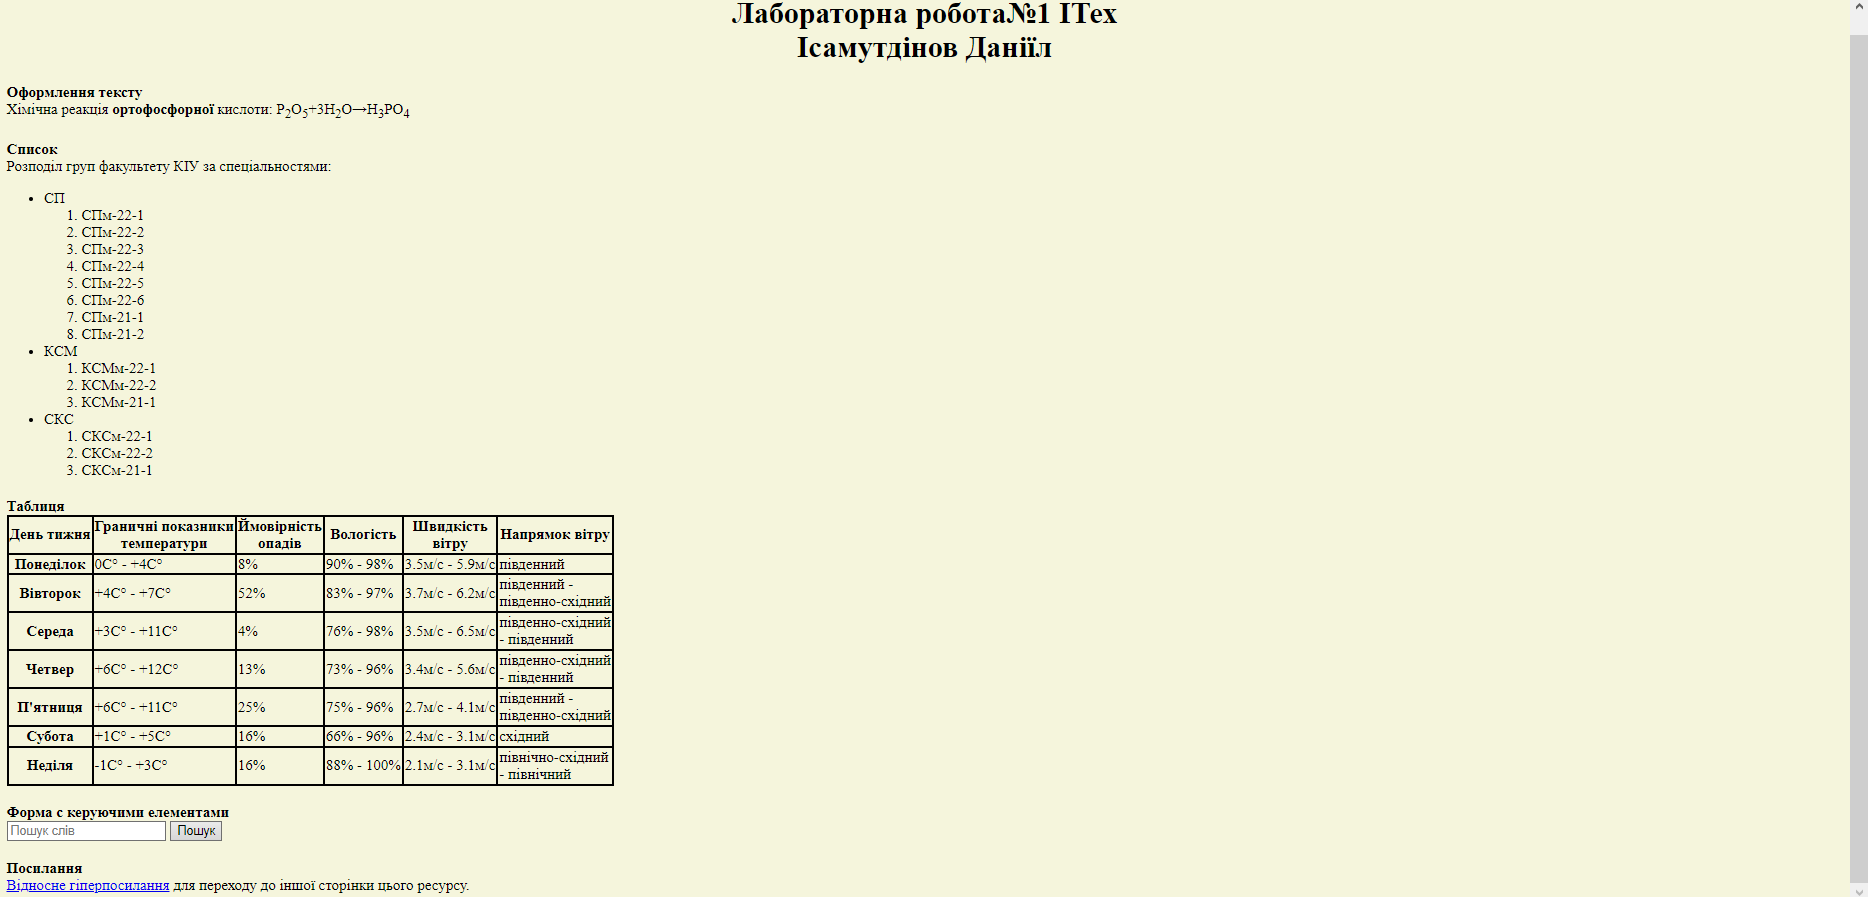 Лабораторна робота№1 ITex
Ісамутдінов Даніїл
Оформлення тексту
Хімічна реакція ортофосфорної кислоти: P₂O₅+3H₂O→H₃PO₄
Список
Розподіл груп факультету КІУ за спеціальностями:
• СП
1. СПм-22-1
2. СПм-22-2
3. СПм-22-3
4. СПм-22-4
5. СПм-22-5
6. СПм-22-6
7. СПм-21-1
8. СПм-21-2
• КСМ
1. КСМм-22-1
2. КСМм-22-2
3. КСМм-21-1
• СКС
1. СКСм-22-1
2. СКСм-22-2
3. СКСм-21-1
Таблиця
День тижня Граничні показники температури Ймовірність опадів Вологість Швидкість вітру Напрямок вітру
Понеділок 0C° - +4C° 8% 90% - 98% 3.5м/с - 5.9м/с південний
Вівторок +4C° - +7C° 52% 83% - 97% 3.7м/с - 6.2м/с південний - південно-східний
Середа +3C° - +11C° 4% 76% - 98% 3.5м/с - 6.5м/с південно-східний - південний
Четвер +6C° - +12C° 13% 73% - 96% 3.4м/с - 5.6м/с південно-східний - південний
П'ятниця +6C° - +11C° 25% 75% - 96% 2.7м/с - 4.1м/с південний - південно-східний
Субота +1C° - +5C° 16% 66% - 96% 2.4м/с - 3.1м/с східний
Неділя -1C° - +3C° 16% 88% - 100% 2.1м/с - 3.1м/с північно-східний - північний
Форма с керуючими елементами
Пошук слів Пошук
Посилання
Відносне гіперпосилання для переходу до іншої сторінки цього ресурсу.